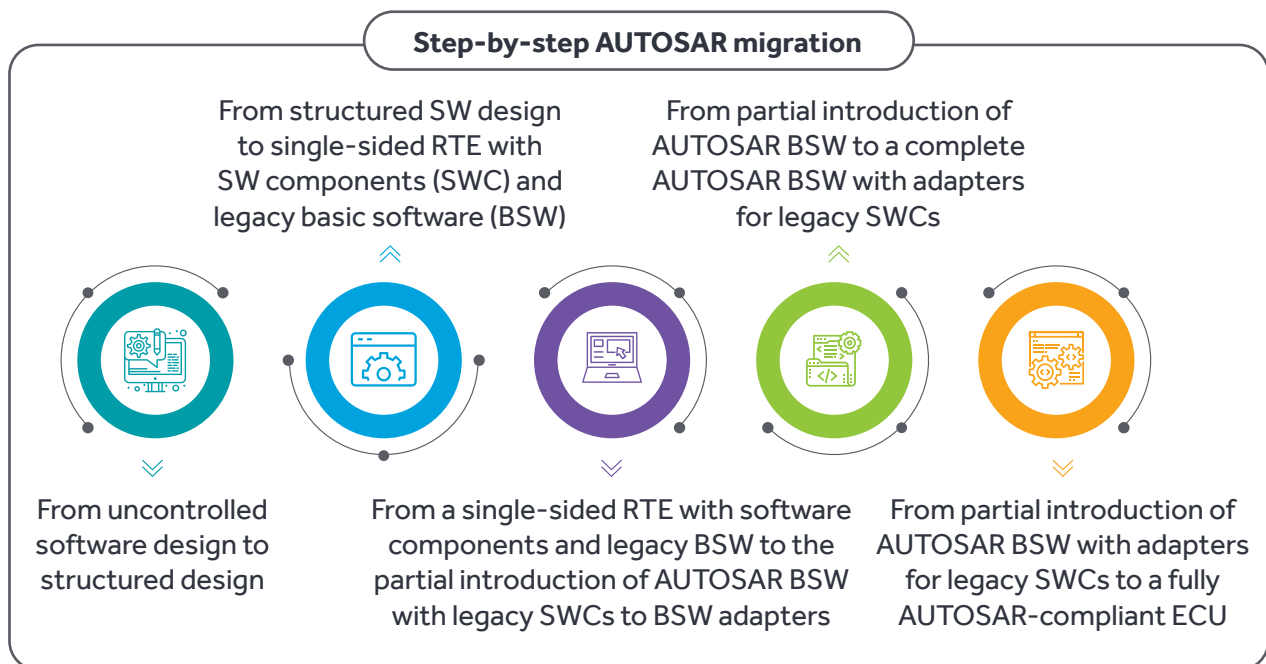 Step-by-step AUTOSAR migration
From uncontrolled
software design to
structured design
From structured SW design
to single-sided RTE with
SW components (SWC) and
legacy basic software (BSW)
From a single-sided RTE with software
components and legacy BSW to the
partial introduction of AUTOSAR BSW
with legacy SWCs to BSW adapters
From partial introduction of
AUTOSAR BSW to a complete
AUTOSAR BSW with adapters
for legacy SWCs
From partial introduction of
AUTOSAR BSW with adapters
for legacy SWCs to a fully
AUTOSAR-compliant ECU